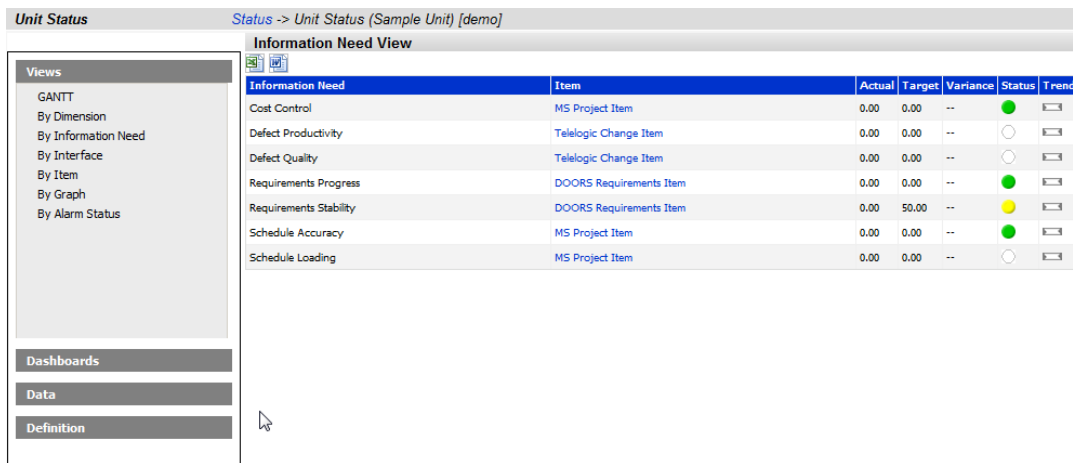 Unit Status
Status -> Unit Status (Sample Unit) [demo]
Information Need View
Views
GANTT
By Dimension
By Information Need
By Interface
By Item
By Graph
By Alarm Status
Dashboards
Data
Definition
Information Need Item Actual Target Variance Status Trend
Cost Control MS Project Item 0.00 0.00 --
Defect Productivity Telelogic Change Item 0.00 0.00 --
Defect Quality Telelogic Change Item 0.00 0.00 --
Requirements Progress DOORS Requirements Item 0.00 0.00 --
Requirements Stability DOORS Requirements Item 0.00 50.00 --
Schedule Accuracy MS Project Item 0.00 0.00 --
Schedule Loading MS Project Item 0.00 0.00 --